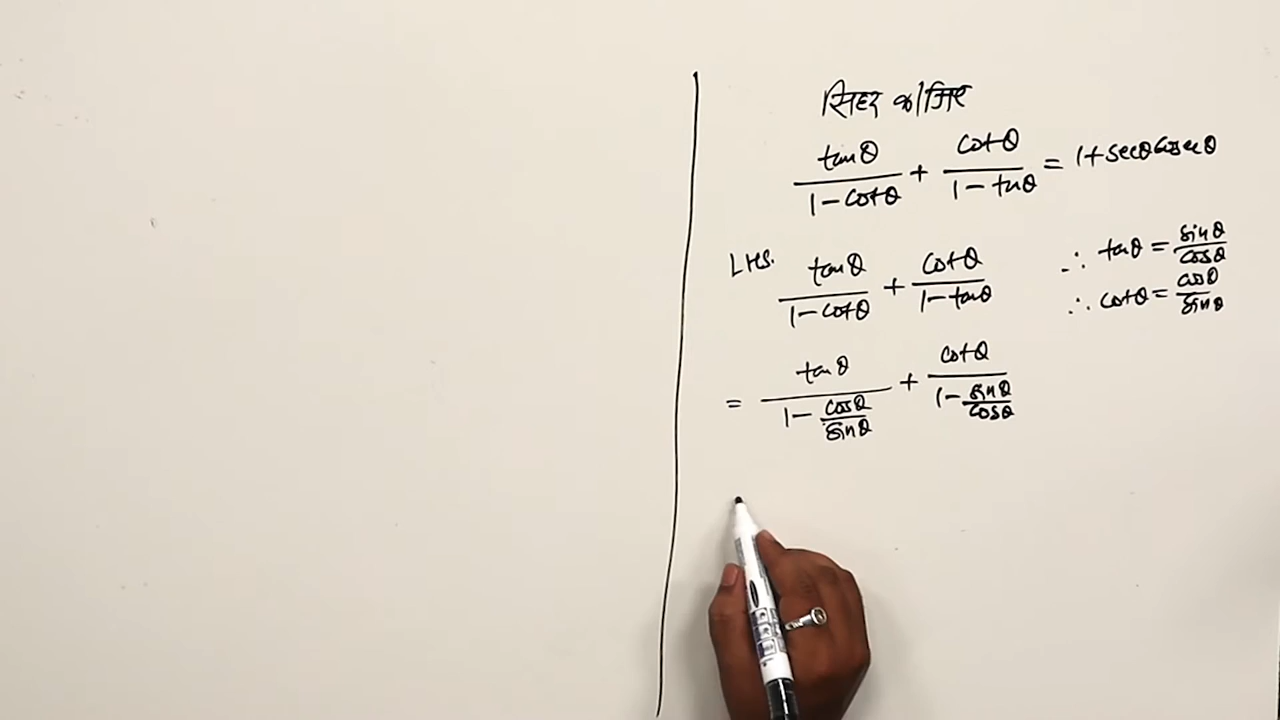 सिद्ध कीजिए
tanθ/(1-cotθ) + cotθ/(1-tanθ) = 1+secθcosecθ
LHS. tanθ/(1-cotθ) + cotθ/(1-tanθ) ∴ tanθ = sinθ/cosθ
∴ cotθ = cosθ/sinθ
= tanθ/(1-cosθ/sinθ) + cotθ/(1-sinθ/cosθ)